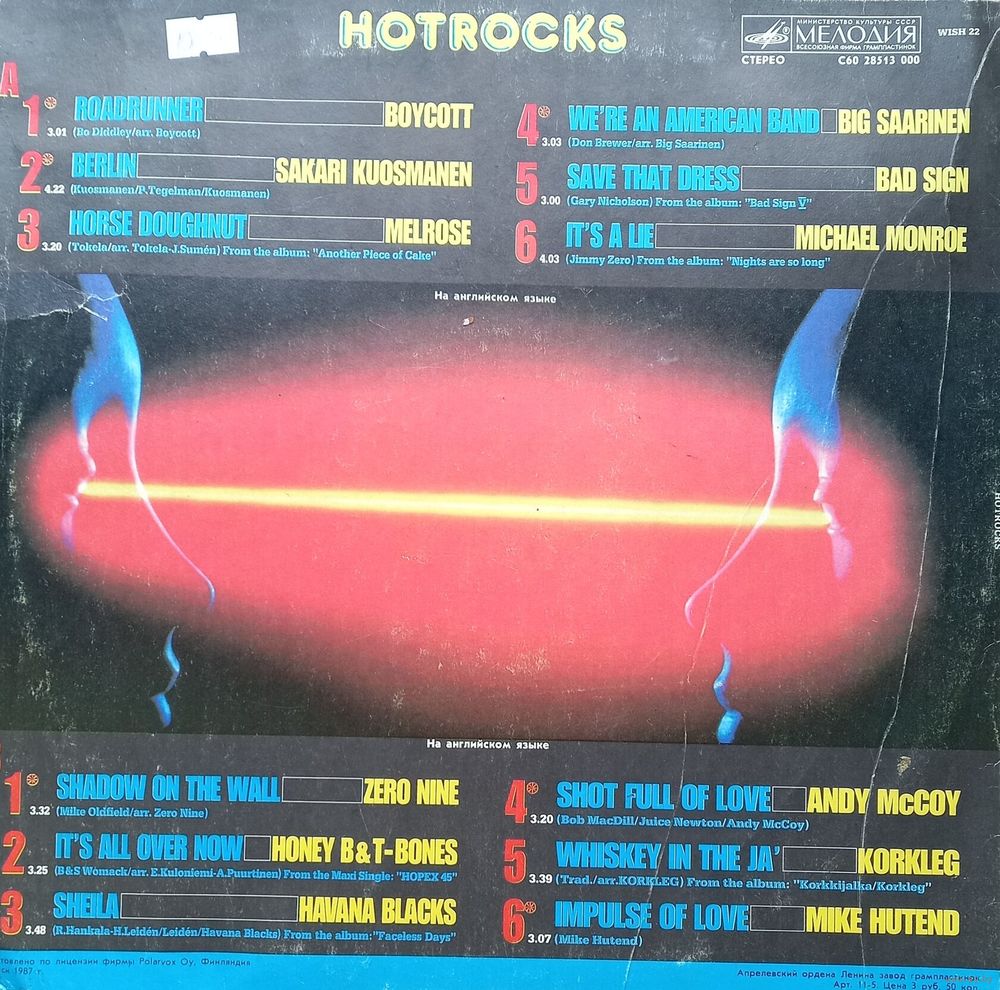 HOTROCKS
МИНИСТЕРСТВО КУЛЬТУРЫ СССР
МЕЛОДИЯ
ВСЕСОЮЗНАЯ ФИРМА ГРАМПЛАСТИНОК
WISH 22
СТЕРЕО С60 28513 000
A
1 ROADRUNNER BOYCOTT
3.01 (Bo Diddley/arr. Boycott)
2 BERLIN SAKARI KUOSMANEN
4.22 (Kuosmanen/P.Tegelman/Kuosmanen)
3 HORSE DOUGHNUT MELROSE
3.20 (Tokela/arr. Tokela-J.Sumén) From the album: "Another Piece of Cake"
4 WE'RE AN AMERICAN BAND BIG SAARINEN
3.03 (Don Brewer/arr. Big Saarinen)
5 SAVE THAT DRESS BAD SIGN
3.00 (Gary Nicholson) From the album: "Bad Sign V"
6 IT'S A LIE MICHAEL MONROE
4.03 (Jimmy Zero) From the album: "Nights are so long"
На английском языке
HOTROCKS
На английском языке
1 SHADOW ON THE WALL ZERO NINE
3.32 (Mike Oldfield/arr. Zero Nine)
2 IT'S ALL OVER NOW HONEY B & T-BONES
3.25 (B&S Womack/arr. E.Kuloniemi-A.Puurtinen) From the Maxi Single: "HOPEX 45"
3 SHEILA HAVANA BLACKS
3.48 (R.Hankala-H.Leidén/Leidén/Havana Blacks) From the album: "Faceless Days"
4 SHOT FULL OF LOVE ANDY McCOY
3.20 (Bob MacDill/Juice Newton/Andy McCoy)
5 WHISKEY IN THE JA' KORKLEG
3.39 (Trad./arr.KORKLEG) From the album: "Korkkijalka/Korkleg"
6 IMPULSE OF LOVE MIKE HUTEND
3.07 (Mike Hutend)
товлено по лицензии фирмы Polarvox Oy, Финляндия
ск 1987 г.
Апрелевский ордена Ленина завод грампластинок
Арт. 11-5. Цена 3 руб. 50 коп.